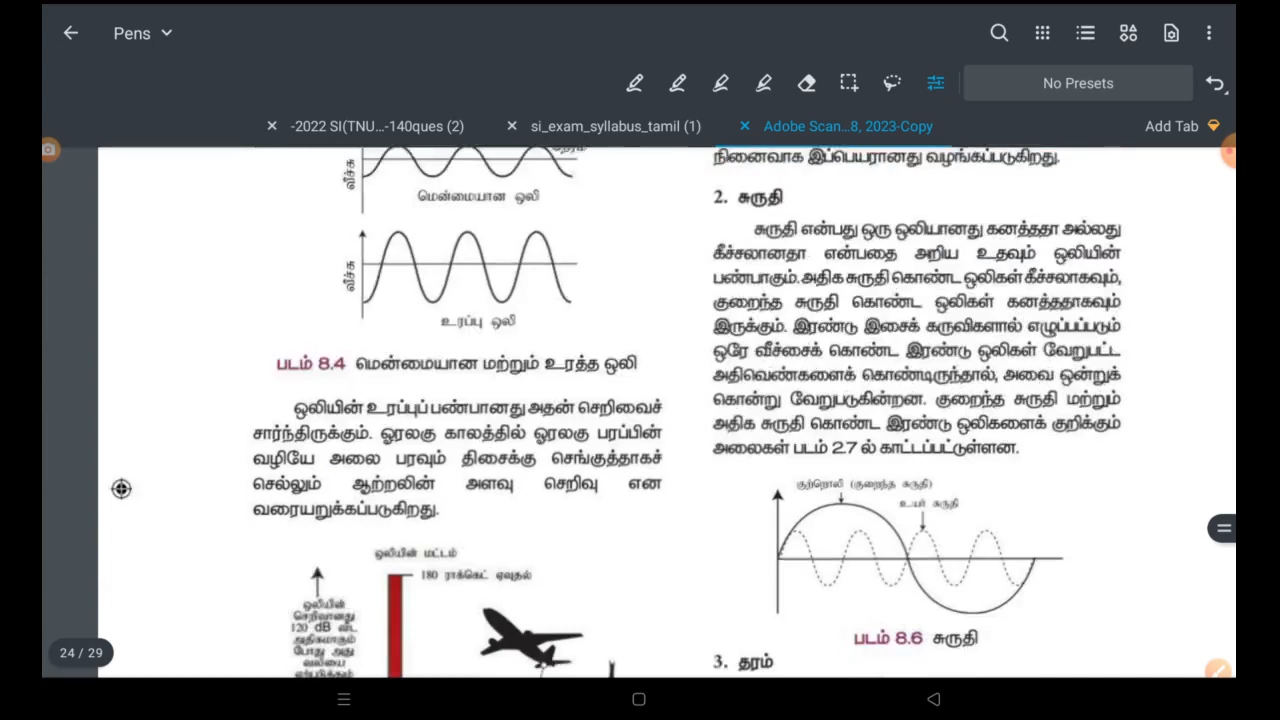 Pens
No Presets
-2022 SI(TNU...-140ques (2)
si_exam_syllabus_tamil (1)
Adobe Scan...8, 2023-Copy
Add Tab
வீச்சு
மென்மையான ஒலி
வீச்சு
உரப்பு ஒலி
படம் 8.4 மென்மையான மற்றும் உரத்த ஒலி
ஒலியின் உரப்புப் பண்பானது அதன் செறிவைச்
சார்ந்திருக்கும். ஓரலகு காலத்தில் ஓரலகு பரப்பின்
வழியே அலை பரவும் திசைக்கு செங்குத்தாகச்
செல்லும் ஆற்றலின் அளவு செறிவு என
வரையறுக்கப்படுகிறது.
ஒலியின் மட்டம்
180 ராக்கெட் ஏவுதல்
ஒலியின்
செறிவானது
120 dB விட
அதிகமாகும்
போது அது
வலியை
ஏற்படுத்தும்
நினைவாக இப்பெயரானது வழங்கப்படுகிறது.
2. சுருதி
சுருதி என்பது ஒரு ஒலியானது கனத்ததா அல்லது
கீச்சலானதா என்பதை அறிய உதவும் ஒலியின்
பண்பாகும். அதிக சுருதி கொண்ட ஒலிகள் கீச்சலாகவும்,
குறைந்த சுருதி கொண்ட ஒலிகள் கனத்ததாகவும்
இருக்கும். இரண்டு இசைக் கருவிகளால் எழுப்பப்படும்
ஒரே வீச்சைக் கொண்ட இரண்டு ஒலிகள் வேறுபட்ட
அதிவெண்களைக் கொண்டிருந்தால், அவை ஒன்றுக்
கொன்று வேறுபடுகின்றன. குறைந்த சுருதி மற்றும்
அதிக சுருதி கொண்ட இரண்டு ஒலிகளைக் குறிக்கும்
அலைகள் படம் 2.7 ல் காட்டப்பட்டுள்ளன.
குற்றொலி (குறைந்த சுருதி)
உயர் சுருதி
படம் 8.6 சுருதி
3. தரம்
24 / 29